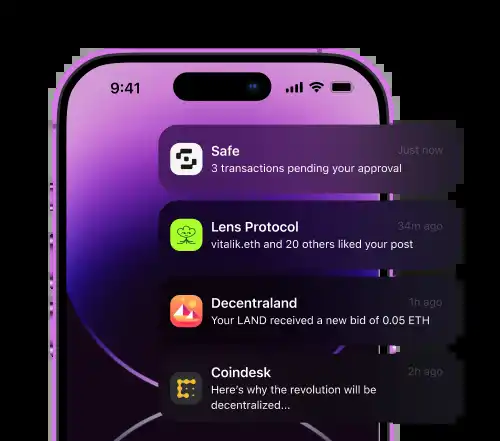 9:41
Safe
Just now
3 transactions pending your approval
Lens Protocol
34m ago
vitalik.eth and 20 others liked your post
Decentraland
1h ago
Your LAND received a new bid of 0.05 ETH
Coindesk
2h ago
Here's why the revolution will be
decentralized...